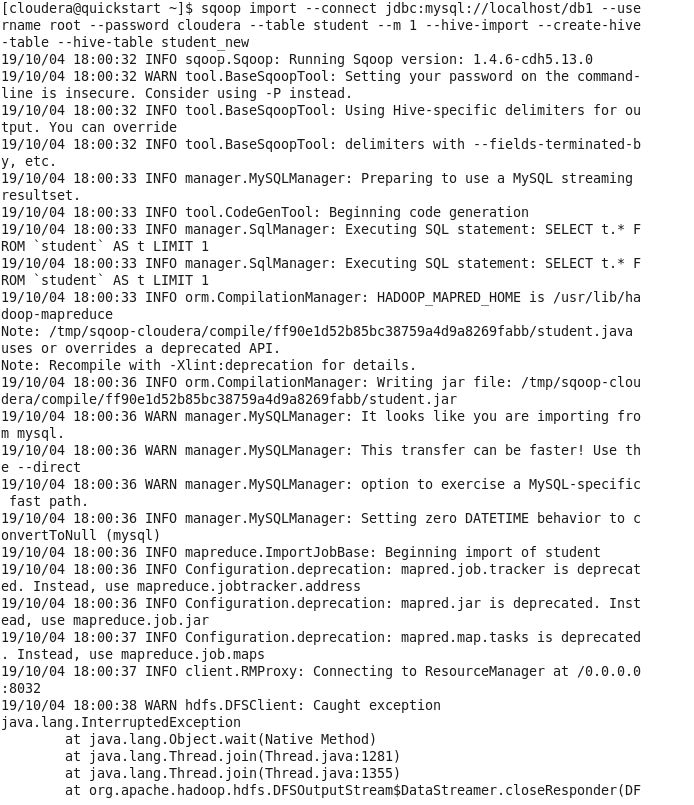 [cloudera@quickstart ~]$ sqoop import --connect jdbc:mysql://localhost/db1 --use
rname root --password cloudera --table student --m 1 --hive-import --create-hive
-table --hive-table student_new
19/10/04 18:00:32 INFO sqoop.Sqoop: Running Sqoop version: 1.4.6-cdh5.13.0
19/10/04 18:00:32 WARN tool.BaseSqoopTool: Setting your password on the command-
line is insecure. Consider using -P instead.
19/10/04 18:00:32 INFO tool.BaseSqoopTool: Using Hive-specific delimiters for ou
tput. You can override
19/10/04 18:00:32 INFO tool.BaseSqoopTool: delimiters with --fields-terminated-b
y, etc.
19/10/04 18:00:33 INFO manager.MySQLManager: Preparing to use a MySQL streaming
resultset.
19/10/04 18:00:33 INFO tool.CodeGenTool: Beginning code generation
19/10/04 18:00:33 INFO manager.SqlManager: Executing SQL statement: SELECT t.* F
ROM `student` AS t LIMIT 1
19/10/04 18:00:33 INFO manager.SqlManager: Executing SQL statement: SELECT t.* F
ROM `student` AS t LIMIT 1
19/10/04 18:00:33 INFO orm.CompilationManager: HADOOP_MAPRED_HOME is /usr/lib/ha
doop-mapreduce
Note: /tmp/sqoop-cloudera/compile/ff90e1d52b85bc38759a4d9a8269fabb/student.java
uses or overrides a deprecated API.
Note: Recompile with -Xlint:deprecation for details.
19/10/04 18:00:36 INFO orm.CompilationManager: Writing jar file: /tmp/sqoop-clou
dera/compile/ff90e1d52b85bc38759a4d9a8269fabb/student.jar
19/10/04 18:00:36 WARN manager.MySQLManager: It looks like you are importing fro
m mysql.
19/10/04 18:00:36 WARN manager.MySQLManager: This transfer can be faster! Use th
e --direct
19/10/04 18:00:36 WARN manager.MySQLManager: option to exercise a MySQL-specific
 fast path.
19/10/04 18:00:36 INFO manager.MySQLManager: Setting zero DATETIME behavior to c
onvertToNull (mysql)
19/10/04 18:00:36 INFO mapreduce.ImportJobBase: Beginning import of student
19/10/04 18:00:36 INFO Configuration.deprecation: mapred.job.tracker is deprecat
ed. Instead, use mapreduce.jobtracker.address
19/10/04 18:00:36 INFO Configuration.deprecation: mapred.jar is deprecated. Inst
ead, use mapreduce.job.jar
19/10/04 18:00:37 INFO Configuration.deprecation: mapred.map.tasks is deprecated
. Instead, use mapreduce.job.maps
19/10/04 18:00:37 INFO client.RMProxy: Connecting to ResourceManager at /0.0.0.0
:8032
19/10/04 18:00:38 WARN hdfs.DFSClient: Caught exception
java.lang.InterruptedException
        at java.lang.Object.wait(Native Method)
        at java.lang.Thread.join(Thread.java:1281)
        at java.lang.Thread.join(Thread.java:1355)
        at org.apache.hadoop.hdfs.DFSOutputStream$DataStreamer.closeResponder(DF